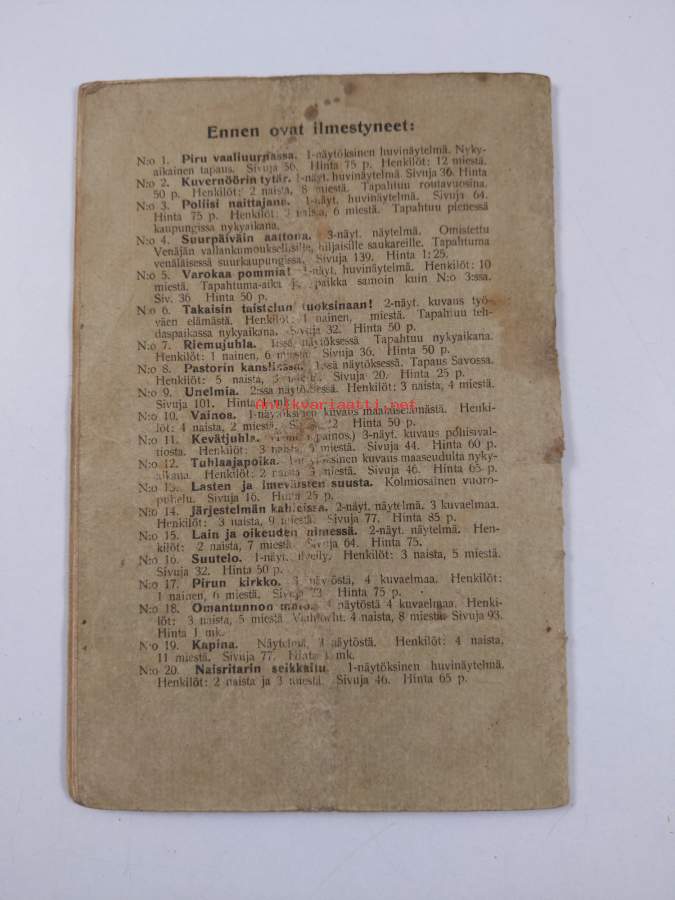 Ennen ovat ilmestyneet:
N:o 1. Piru vaaliuurnassa. 1-näytöksinen huvinäytelmä. Nyky-
aikainen tapaus. Sivuja 56. Hinta 75 p. Henkilöt: 12 miestä.
N:o 2. Kuvernöörin tytär. 1-näyt. huvinäytelmä. Sivuja 36. Hinta
50 p. Henkilöt: 2 naista, 8 miestä. Tapahtuu routavuosina.
N:o 3. Poliisi naittajana. 1-näyt. huvinäytelmä. Sivuja 64.
Hinta 75 p. Henkilöt: naista, 6 miestä. Tapahtuu pienessä
kaupungissa nykyaikana.
N:o 4. Suurpäiväin aattona. 3-näyt. näytelmä. Omistettu
Venäjän vallankumouksellisille, hiljaisille saukareille. Tapahtuma
venäläisessä suurkaupungissa. Sivuja 139. Hinta 1:25.
N:o 5. Varokaa pommia! -näyt. huvinäytelmä. Henkilöt: 10
miestä. Tapahtuma-aika ja paikka samoin kuin N:o 3:ssa.
Siv. 36 Hinta 50 p.
N:o 6. Takaisin taistelun tuoksinaan! 2-näyt. kuvaus työ-
väen elämästä. Henkilöt: 1 nainen, miestä. Tapahtuu teh-
daspaikassa nykyaikana. Sivuja 32. Hinta 50 p.
N:o 7. Riemujuhla. 1:ssä näytöksessä Tapahtuu nykyaikana.
Henkilöt: 1 nainen, 6 miestä. Sivuja 36. Hinta 50 p.
N:o 8. Pastorin kansliassa. 1:ssä näytöksessä. Tapaus Savossa.
Henkilöt: 5 naista, miestä. Sivuja 20. Hinta 25 p.
N:o 9. Unelmia. 2:ssa näytöksessä. Henkilöt: 3 naista, 4 miestä.
Sivuja 101. Hinta
antikvariaatti.net
N:o 10. Vainoa. 1-näytöksinen kuvaus maalaiselämästä. Henki-
löt: 4 naista, 2 miestä. Hinta 50 p.
N:o 11. Kevätjuhla. painos.) 3-näyt. kuvaus poliisival-
tiosta. Henkilöt: 3 naista, miestä. Sivuja 44. Hinta 60 p.
N:o 12. Tuhlaajapoika. 1-näytöksinen kuvaus maaseudulta nyky-
aikana. Henkilöt: 2 naista miestä. Sivuja 46. Hinta 65 p.
N:o 13. Lasten ja imeväisten suusta. Kolmiosainen vuoro-
puhelu. Sivuja 16. Hinta 25 p.
N:o 14. Järjestelmän kahleissa. 2-näyt. näytelmä. 3 kuvaelmaa.
Henkilöt: 3 naista, 9 miestä. Sivuja 77. Hinta 85 p.
N:o 15. Lain ja oikeuden nimessä. 2-näyt. näytelmä. Hen-
kilöt: 2 naista, 7 miestä. Sivuja 64. Hinta 75.
N:o 16. Suutelo. 1-näyt. Henkilöt: 3 naista, 5 miestä.
Sivuja 32. Hinta 50 p.
N:o 17. Pirun kirkko. näytöstä, 4 kuvaelmaa. Henkilöt:
1 nainen, 6 miestä. Sivuja 73 Hinta 75 p.
N:o 18. Omantunnon näytöstä 4 kuvaelmaa. Henki-
löt: 3 naista, 5 miestä 4 naista, 8 miestä Sivuja 93.
Hinta 1 mk.
N:o 19. Kapina. Näytelmä, näytöstä. Henkilöt: 4 naista,
11 miestä. Sivuja 77. Hinta 1 mk.
N:o 20. Naisritarin seikkailu. 1-näytöksinen huvinäytelmä.
Henkilöt: 2 naista ja 3 miestä. Sivuja 46. Hinta 65 p.